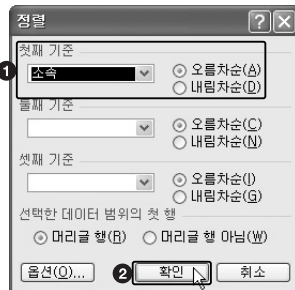 정렬
첫째 기준
❶ 소속
오름차순(A)
내림차순(D)
둘째 기준
오름차순(C)
내림차순(N)
셋째 기준
오름차순(I)
내림차순(G)
선택한 데이터 범위의 첫 행
머리글 행(R) 머리글 행 아님(W)
옵션(O)... ❷ 확인 취소